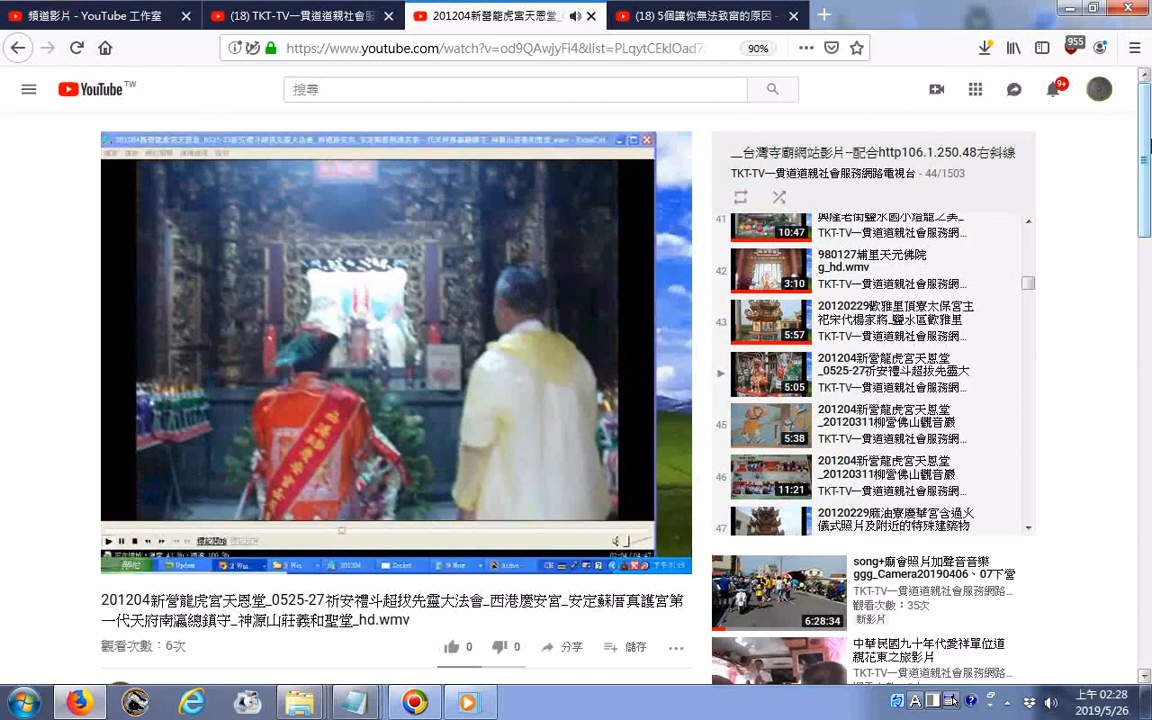 頻道影片 - YouTube 工作室
(18) TKT-TV一貫道道親社會服
201204新營龍虎宮天恩堂_
(18) 5個讓你無法致富的原因 -
https://www.youtube.com/watch?v=od9QAwjyFi4&list=PLqytCEklOad7
90%
955
YouTube TW
搜尋
9+
__台灣寺廟網站影片--配合http106.1.250.48右斜線
TKT-TV一貫道道親社會服務網路電視台 - 44/1503
41
興隆老街鹽水國小燈龍之美_
TKT-TV一貫道道親社會服務網...
10:47
42
980127埔里天元佛院
g_hd.wmv
TKT-TV一貫道道親社會服務網...
3:10
43
20120229歡雅里頂寮太保宮主
祀宋代楊家將_鹽水區歡雅里
TKT-TV一貫道道親社會服務網...
5:57
201204新營龍虎宮天恩堂
_0525-27祈安禮斗超拔先靈大
TKT-TV一貫道道親社會服務網...
5:05
45
201204新營龍虎宮天恩堂
_20120311柳營佛山觀音巖
TKT-TV一貫道道親社會服務網...
5:38
46
201204新營龍虎宮天恩堂
_20120311柳營佛山觀音巖
TKT-TV一貫道道親社會服務網...
11:21
47
20120229麻油寮慶華宮含過火
儀式照片及附近的特殊建築物
標記開始
開始
201204新營龍虎宮天恩堂_0525-27祈安禮斗超拔先靈大法會_西港慶安宮_安定蘇厝真護宮第
一代天府南瀛總鎮守_神源山莊義和聖堂_hd.wmv
觀看次數：6次
0
0
分享
儲存
song+廟會照片加聲音音樂
ggg_Camera20190406、07下營
TKT-TV一貫道道親社會服務網...
觀看次數：35次
新影片
6:28:34
中華民國九十年代愛祥單位道
親花東之旅影片
TKT-TV一貫道道親社會服務網路...
上午 02:28
2019/5/26